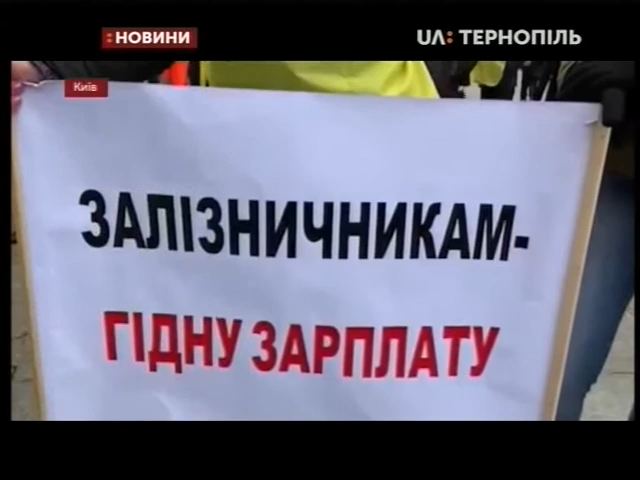 :НОВИНИ
UA: ТЕРНОПІЛЬ
Київ
ЗАЛІЗНИЧНИКАМ-
ГІДНУ ЗАРПЛАТУ